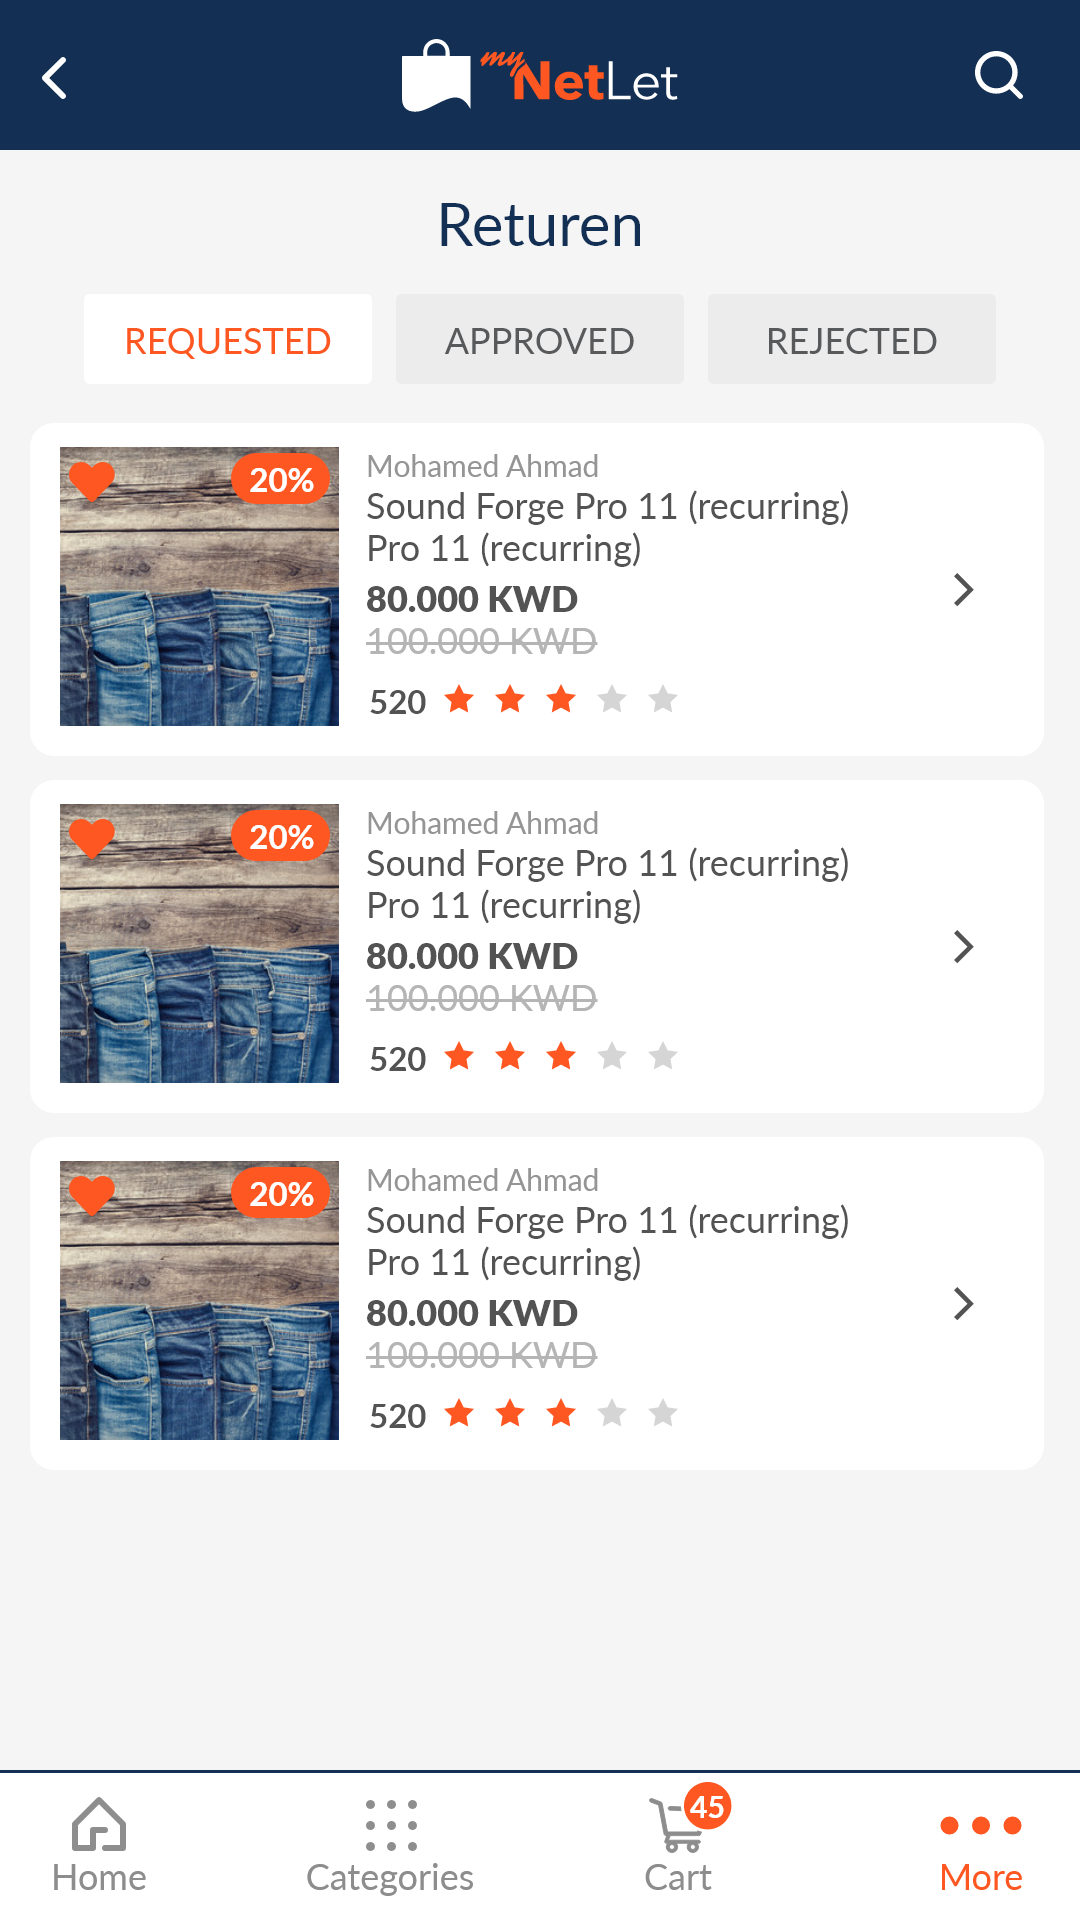 my NetLet
Returen
REQUESTED APPROVED REJECTED
20%
Mohamed Ahmad
Sound Forge Pro 11 (recurring)
Pro 11 (recurring)
80.000 KWD
100.000 KWD
520
20%
Mohamed Ahmad
Sound Forge Pro 11 (recurring)
Pro 11 (recurring)
80.000 KWD
100.000 KWD
520
20%
Mohamed Ahmad
Sound Forge Pro 11 (recurring)
Pro 11 (recurring)
80.000 KWD
100.000 KWD
520
45
Home Categories Cart More